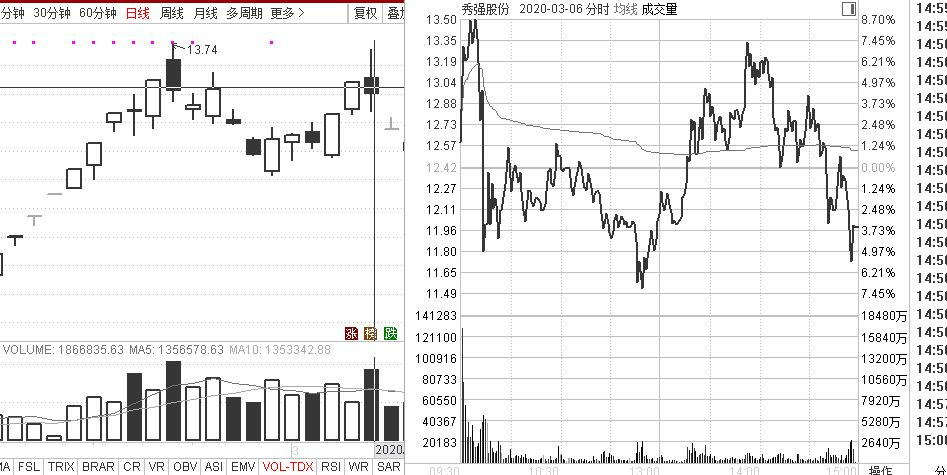 分钟 30分钟 60分钟 日线 周线 月线 多周期 更多 > 复权 叠加
13.74
涨 榜 跌
VOLUME: 1866835.63 MA5: 1356578.63 MA10: 1353342.88
3 2020
MA FSL TRIX BRAR CR VR OBV ASI EMV VOL-TDX RSI WR SAR
秀强股份 2020-03-06 分时 均线 成交量
13.50 8.70%
13.35 7.45%
13.19 6.21%
13.04 4.97%
12.88 3.73%
12.73 2.48%
12.57 1.24%
12.42 0.00%
12.27 1.24%
12.11 2.48%
11.96 3.73%
11.80 4.97%
11.65 6.21%
11.49 7.45%
141283 18480万
121100 15840万
100916 13200万
80733 10560万
60550 7920万
40367 5280万
20183 2640万
09:30 10:30 13:00 14:00 15:00 操作